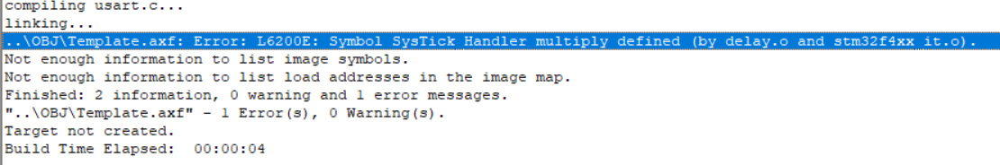 compiling usart.c...
linking...
..\OBJ\Template.axf: Error: L6200E: Symbol SysTick_Handler multiply defined (by delay.o and stm32f4xx_it.o).
Not enough information to list image symbols.
Not enough information to list load addresses in the image map.
Finished: 2 information, 0 warning and 1 error messages.
"..\OBJ\Template.axf" - 1 Error(s), 0 Warning(s).
Target not created.
Build Time Elapsed:  00:00:04